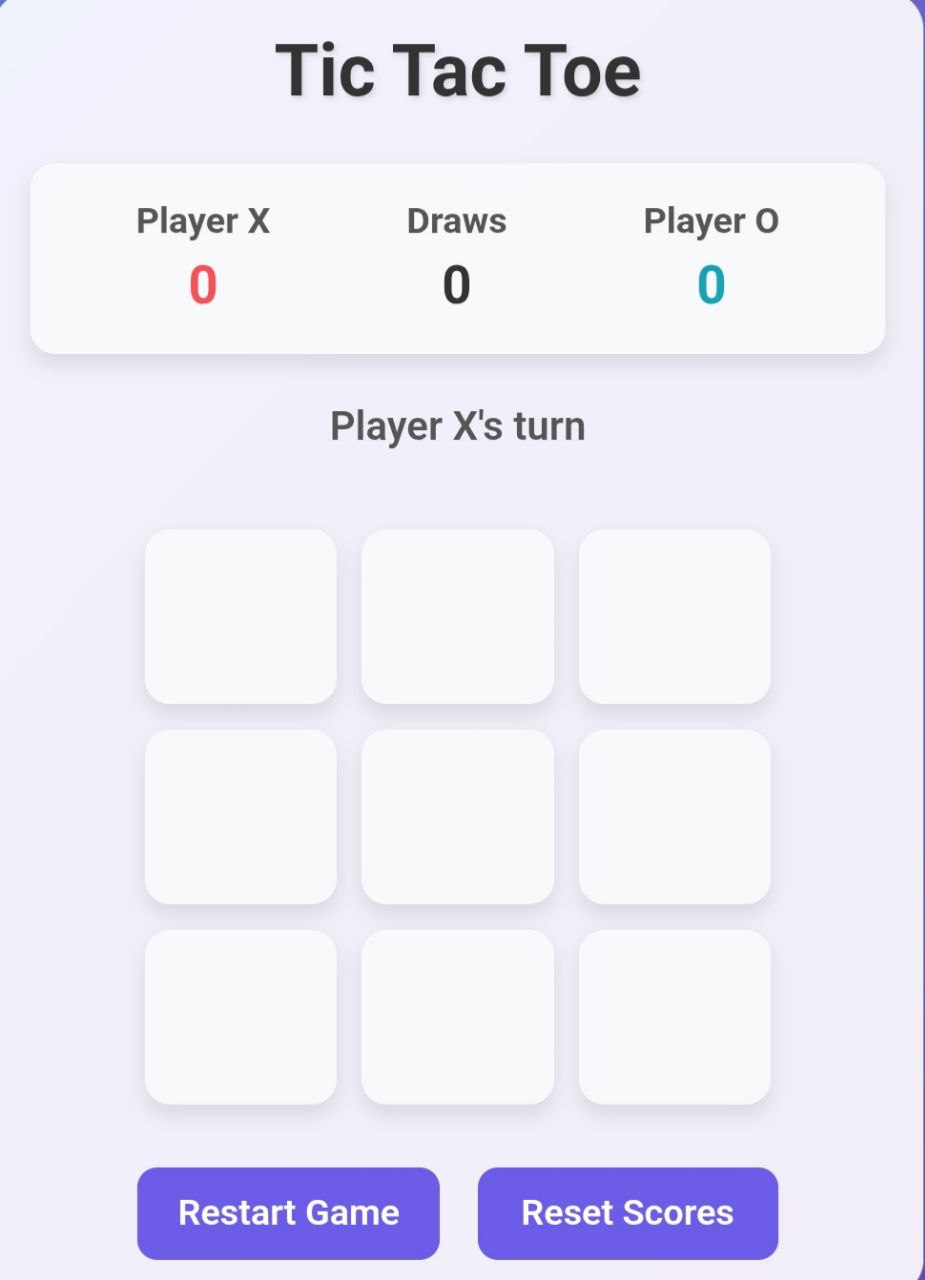 Tic Tac Toe
Player X Draws Player O
0 0 0
Player X's turn
Restart Game Reset Scores